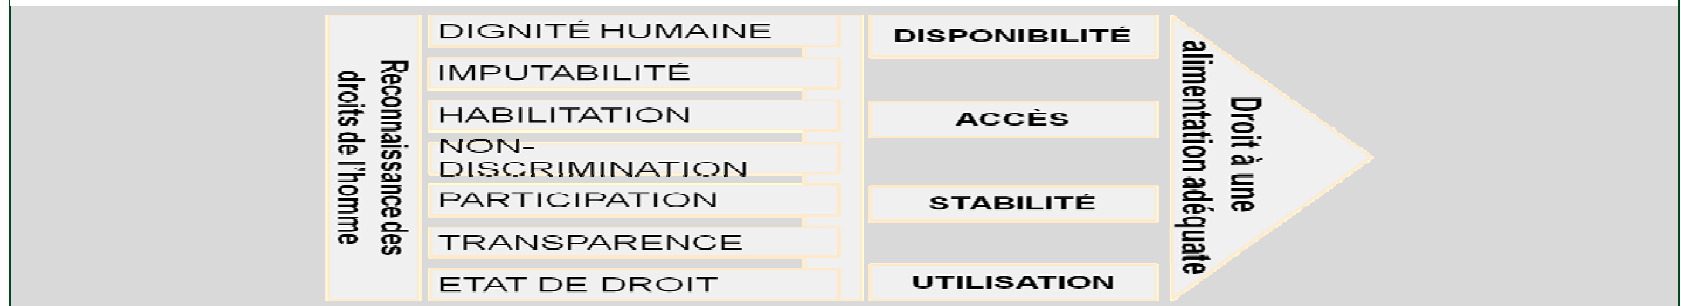 Reconnaissance des
droits de l'homme
DIGNITÉ HUMAINE
IMPUTABILITÉ
HABILITATION
NON-
DISCRIMINATION
PARTICIPATION
TRANSPARENCE
ETAT DE DROIT
DISPONIBILITÉ
ACCÈS
STABILITÉ
UTILISATION
Droit à une
alimentation adéquate